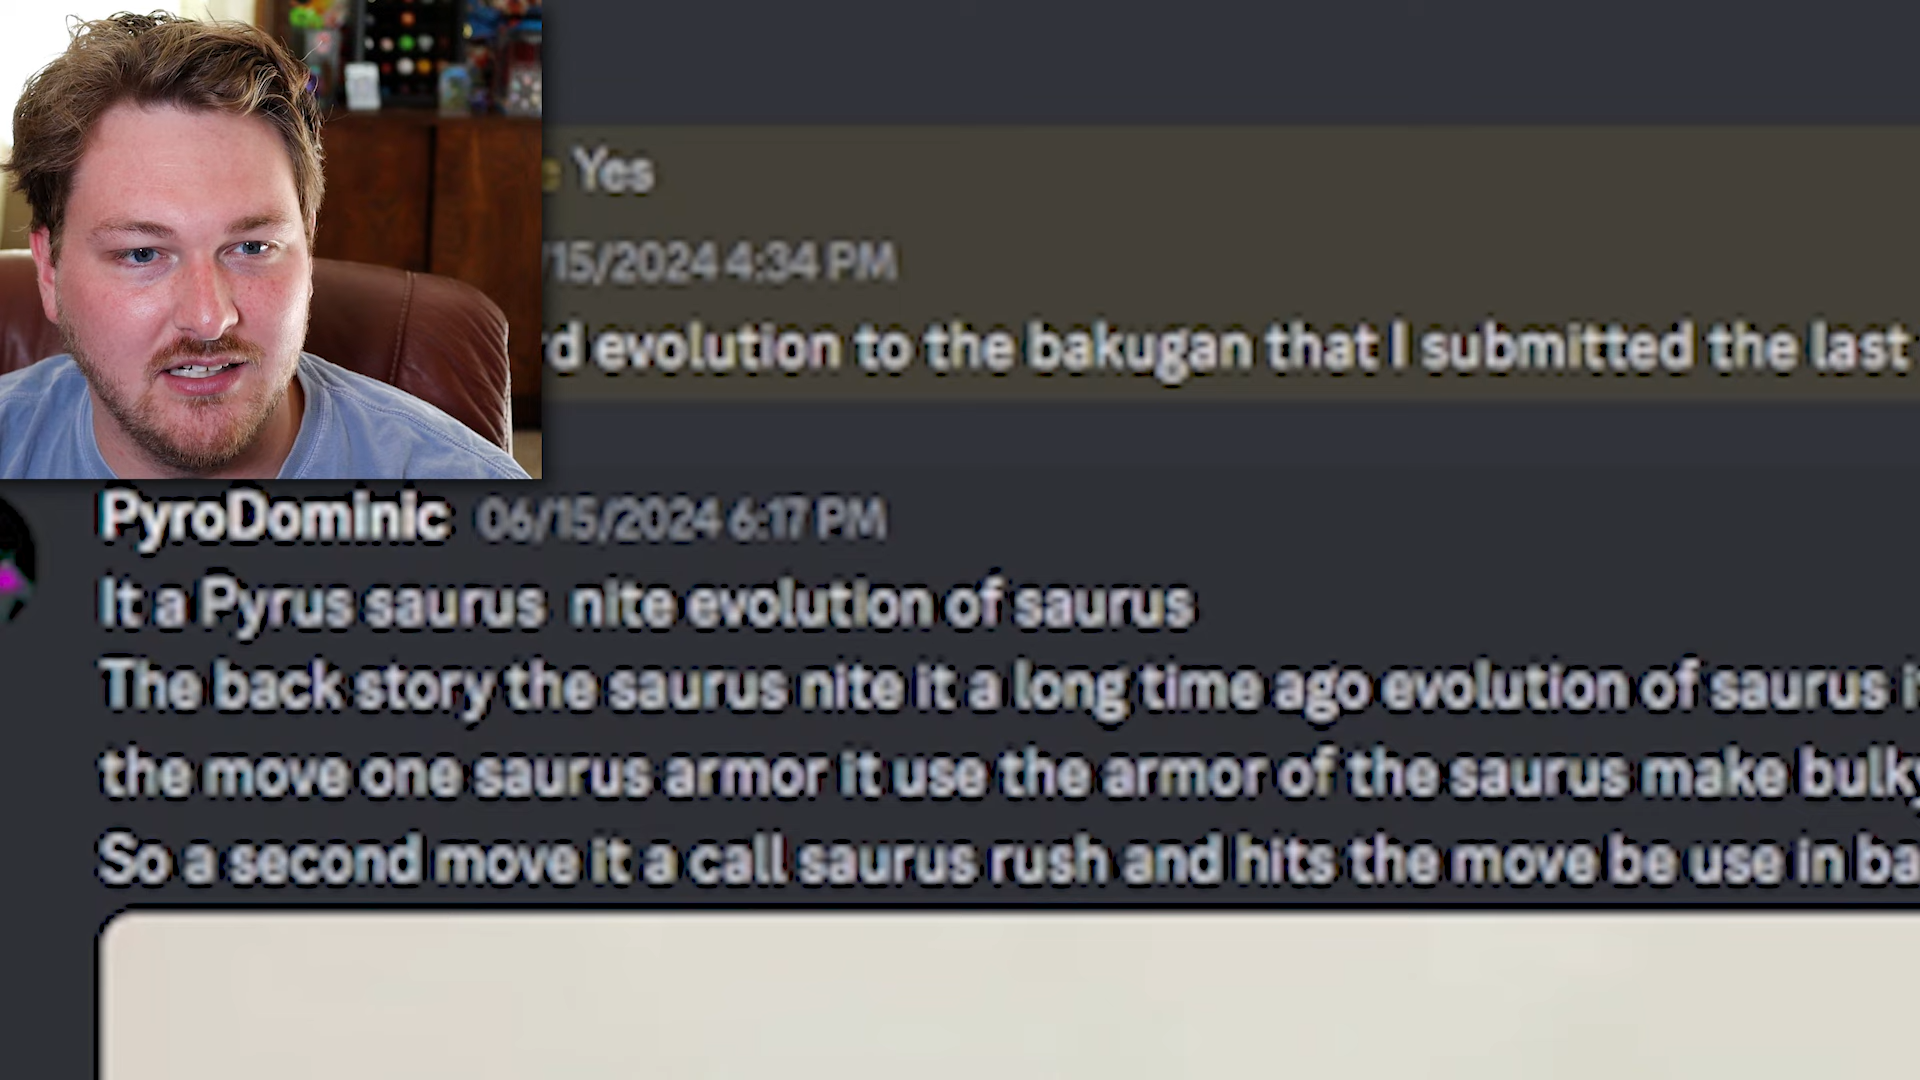 Yes
15/2024 4:34 PM
evolution to the bakugan that I submitted the last
PyroDominic 06/15/2024 6:17 PM
It a Pyrus saurus nite evolution of saurus
The back story the saurus nite it a long time ago evolution of saurus
the move one saurus armor it use the armor of the saurus make bulky
So a second move it a call saurus rush and hits the move be use in ba